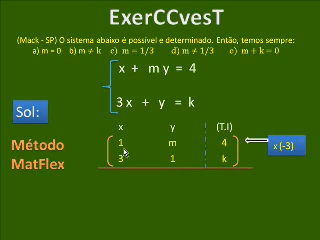 ExerCCvesT
(Mack - SP) O sistema abaixo é possível e determinado. Então, temos sempre:
a) m = 0 b) m ≠ k c) m = 1/3 d) m ≠ 1/3 e) m + k = 0
x + m y = 4
3x + y = k
Sol:
x y (T.I)
Método
MatFlex
1 m 4
x (-3)
3 1 k